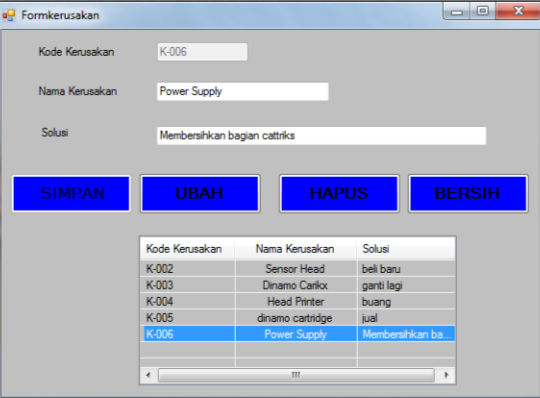 Formkerusakan
Kode Kerusakan K-006
Nama Kerusakan Power Supply
Solusi Membersihkan bagian cattriks
SIMPAN UBAH HAPUS BERSIH
Kode Kerusakan Nama Kerusakan Solusi
K-002 Sensor Head beli baru
K-003 Dinamo Carikx ganti lagi
K-004 Head Printer buang
K-005 dinamo cartridge jual
K-006 Power Supply Membersihkan ba...